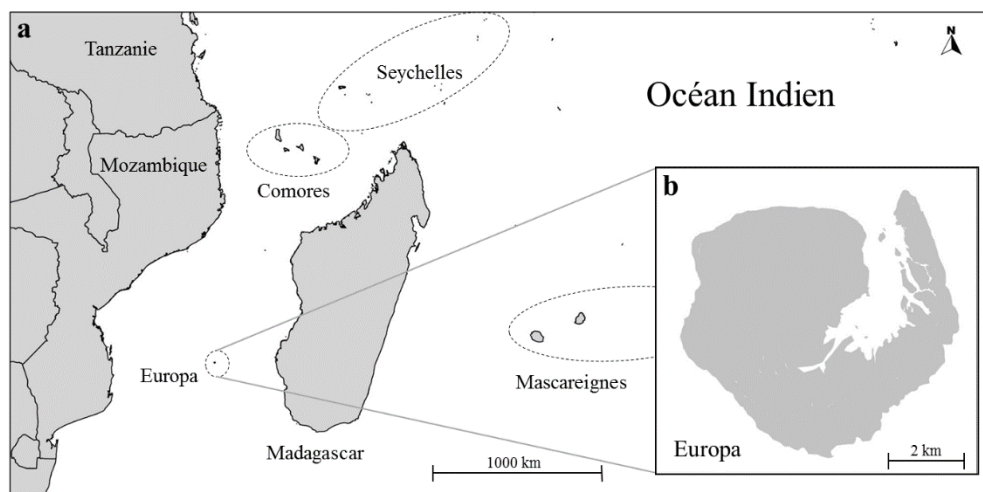 a
Tanzanie
N
Seychelles
Océan Indien
Mozambique
Comores
b
Europa
Mascareignes
Madagascar
1000 km
Europa
2 km